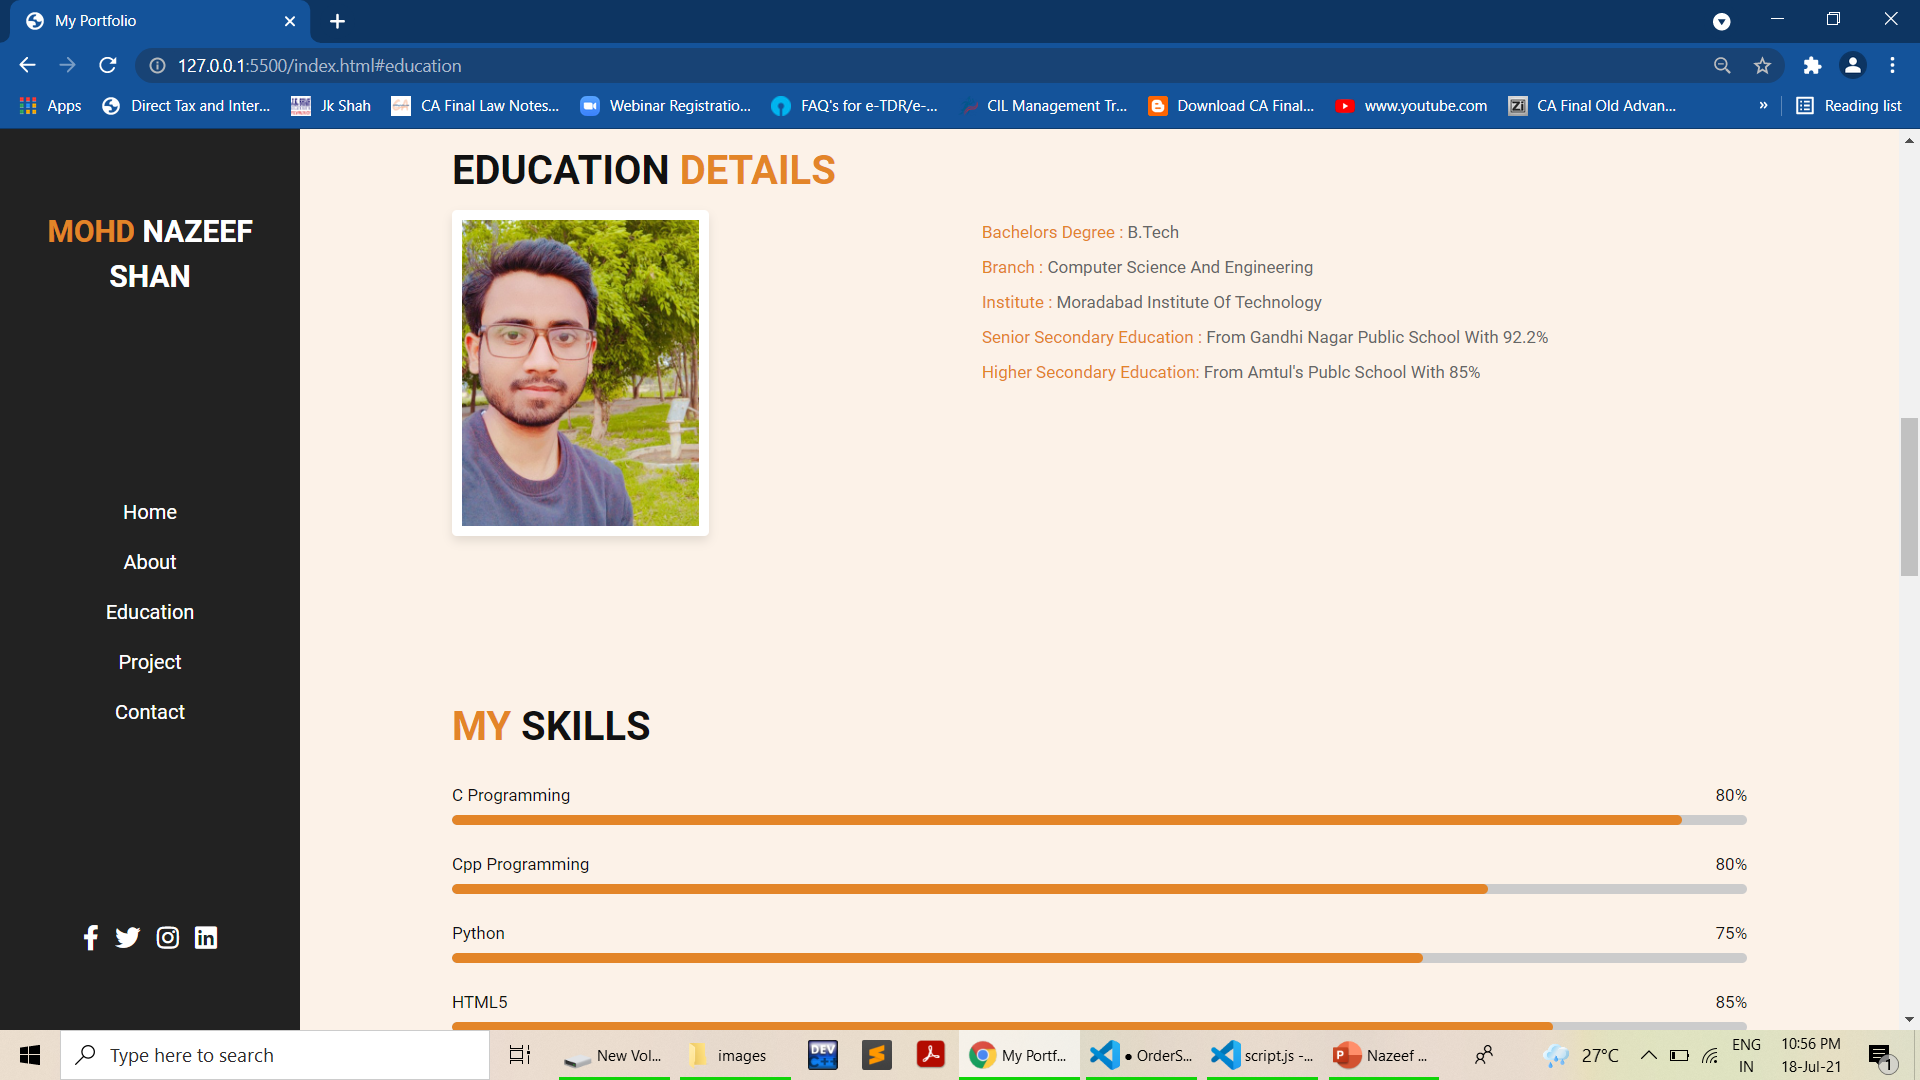 My Portfolio
127.0.0.1:5500/index.html#education
Apps
Direct Tax and Inter...
Jk Shah
CA Final Law Notes...
Webinar Registratio...
FAQ's for e-TDR/e-...
CIL Management Tr...
Download CA Final...
www.youtube.com
CA Final Old Advan...
»
Reading list
MOHD NAZEEF
SHAN
Home
About
Education
Project
Contact
EDUCATION DETAILS
Bachelors Degree : B.Tech
Branch : Computer Science And Engineering
Institute : Moradabad Institute Of Technology
Senior Secondary Education : From Gandhi Nagar Public School With 92.2%
Higher Secondary Education: From Amtul's Publc School With 85%
MY SKILLS
C Programming 80%
Cpp Programming 80%
Python 75%
HTML5 85%
Type here to search
New Vol...
images
DEV
My Portf...
● OrderS...
script.js -...
Nazeef ...
27°C
ENG
IN
10:56 PM
18-Jul-21
1